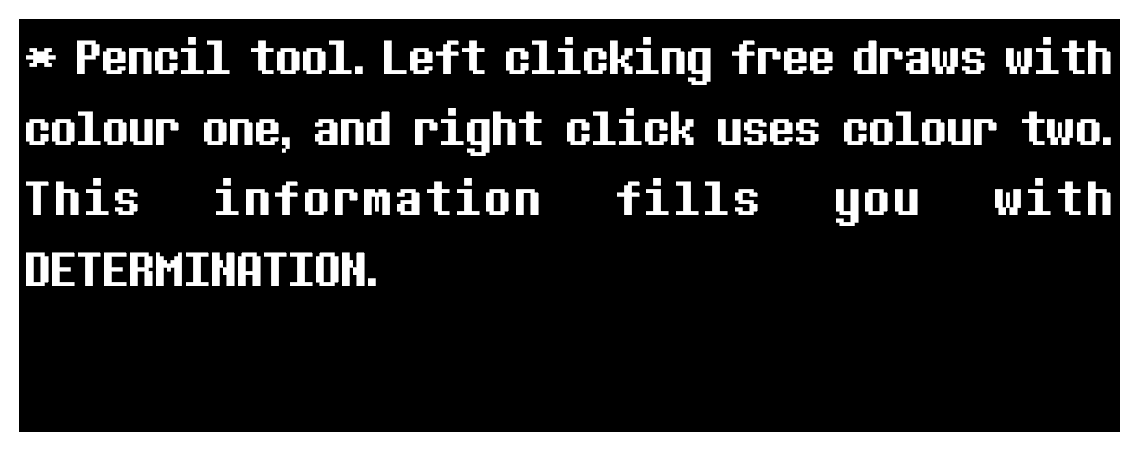 * Pencil tool. Left clicking free draws with
colour one, and right click uses colour two.
This information fills you with
DETERMINATION.